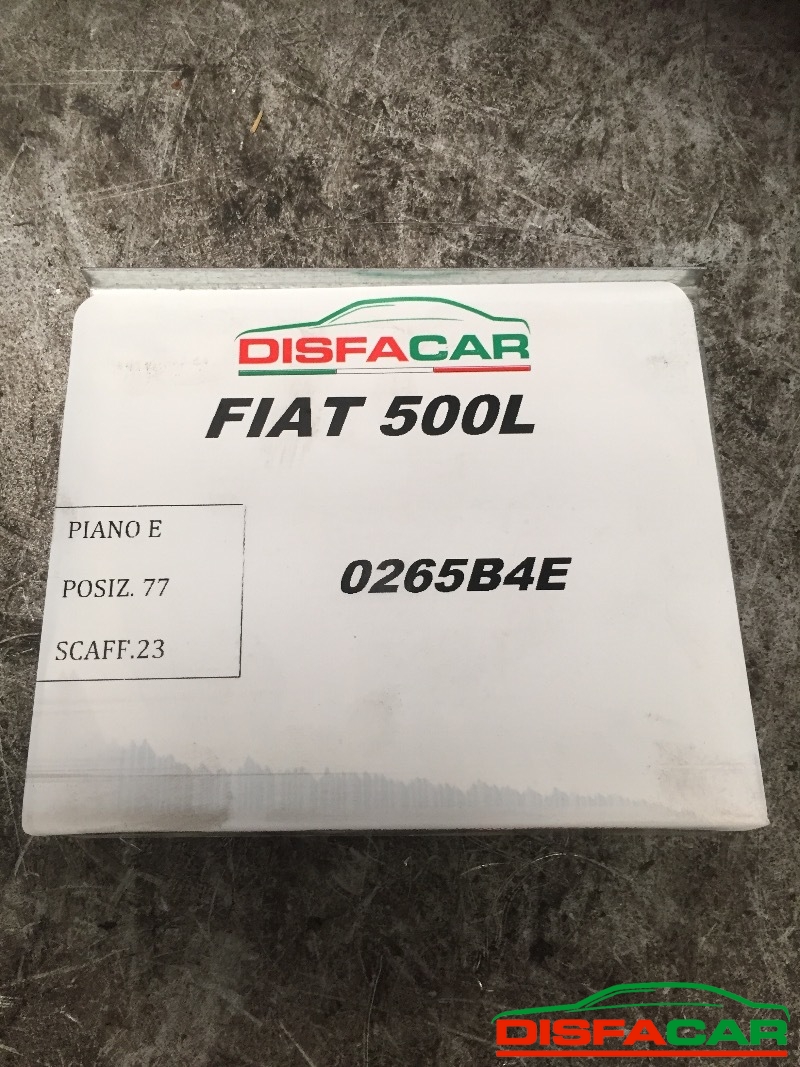 DISFACAR
FIAT 500L
PIANO E
POSIZ. 77
SCAFF.23
0265B4E
DISFACAR